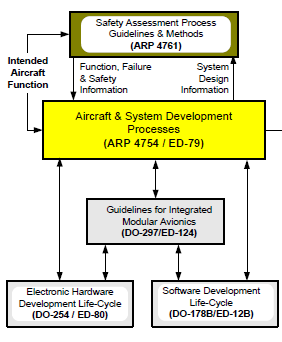 Safety Assessment Process
Guidelines & Methods
(ARP 4761)
Intended
Aircraft
Function
Function, Failure
& Safety
Information
System
Design
Information
Aircraft & System Development
Processes
(ARP 4754 / ED-79)
Guidelines for Integrated
Modular Avionics
(DO-297/ED-124)
Electronic Hardware
Development Life-Cycle
(DO-254 / ED-80)
Software Development
Life-Cycle
(DO-178B/ED-12B)